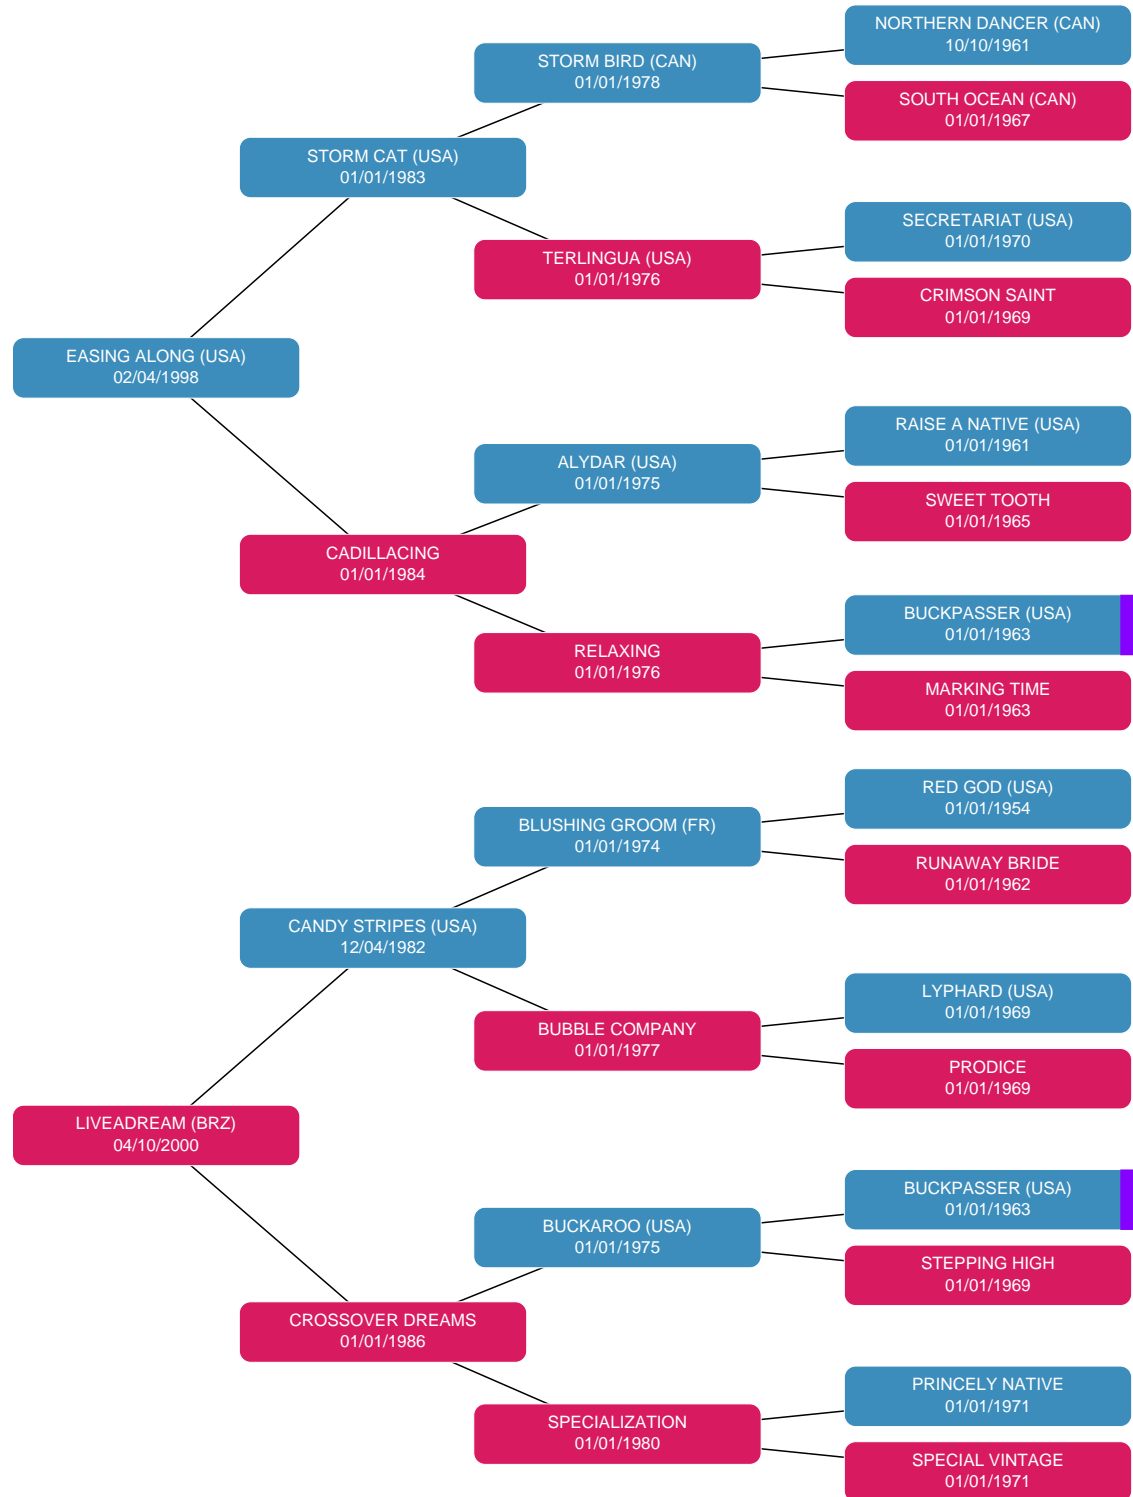 NORTHERN DANCER (CAN)
10/10/1961
STORM BIRD (CAN)
01/01/1978
SOUTH OCEAN (CAN)
01/01/1967
STORM CAT (USA)
01/01/1983
SECRETARIAT (USA)
01/01/1970
TERLINGUA (USA)
01/01/1976
CRIMSON SAINT
01/01/1969
EASING ALONG (USA)
02/04/1998
RAISE A NATIVE (USA)
01/01/1961
ALYDAR (USA)
01/01/1975
SWEET TOOTH
01/01/1965
CADILLACING
01/01/1984
BUCKPASSER (USA)
01/01/1963
RELAXING
01/01/1976
MARKING TIME
01/01/1963
RED GOD (USA)
01/01/1954
BLUSHING GROOM (FR)
01/01/1974
RUNAWAY BRIDE
01/01/1962
CANDY STRIPES (USA)
12/04/1982
LYPHARD (USA)
01/01/1969
BUBBLE COMPANY
01/01/1977
PRODICE
01/01/1969
LIVEADREAM (BRZ)
04/10/2000
BUCKPASSER (USA)
01/01/1963
BUCKAROO (USA)
01/01/1975
STEPPING HIGH
01/01/1969
CROSSOVER DREAMS
01/01/1986
PRINCELY NATIVE
01/01/1971
SPECIALIZATION
01/01/1980
SPECIAL VINTAGE
01/01/1971